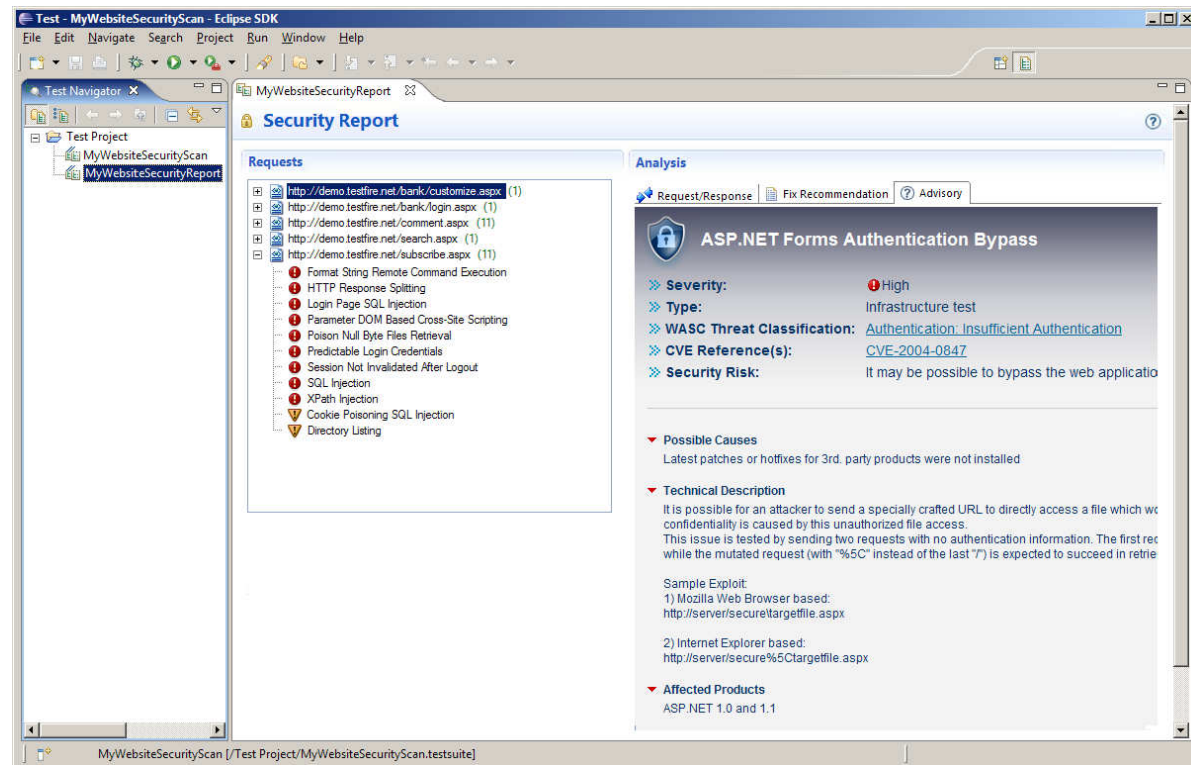 Test - MyWebsiteSecurityScan - Eclipse SDK
File Edit Navigate Search Project Run Window Help
Test Navigator
MyWebsiteSecurityReport
Test Project
MyWebsiteSecurityScan
MyWebsiteSecurityReport
Security Report
Requests
http://demo.testfire.net/bank/customize.aspx (1)
http://demo.testfire.net/bank/login.aspx (1)
http://demo.testfire.net/comment.aspx (11)
http://demo.testfire.net/search.aspx (1)
http://demo.testfire.net/subscribe.aspx (11)
Format String Remote Command Execution
HTTP Response Splitting
Login Page SQL Injection
Parameter DOM Based Cross-Site Scripting
Poison Null Byte Files Retrieval
Predictable Login Credentials
Session Not Invalidated After Logout
SQL Injection
XPath Injection
Cookie Poisoning SQL Injection
Directory Listing
Analysis
Request/Response Fix Recommendation Advisory
ASP.NET Forms Authentication Bypass
Severity: High
Type: Infrastructure test
WASC Threat Classification: Authentication: Insufficient Authentication
CVE Reference(s): CVE-2004-0847
Security Risk: It may be possible to bypass the web applicatio
Possible Causes
Latest patches or hotfixes for 3rd. party products were not installed
Technical Description
It is possible for an attacker to send a specially crafted URL to directly access a file which wo
confidentiality is caused by this unauthorized file access.
This issue is tested by sending two requests with no authentication information. The first rec
while the mutated request (with "%5C" instead of the last "/") is expected to succeed in retrie
Sample Exploit:
1) Mozilla Web Browser based:
http://server/secure\targetfile.aspx
2) Internet Explorer based:
http://server/secure%5Ctargetfile.aspx
Affected Products
ASP.NET 1.0 and 1.1
MyWebsiteSecurityScan [/Test Project/MyWebsiteSecurityScan.testsuite]